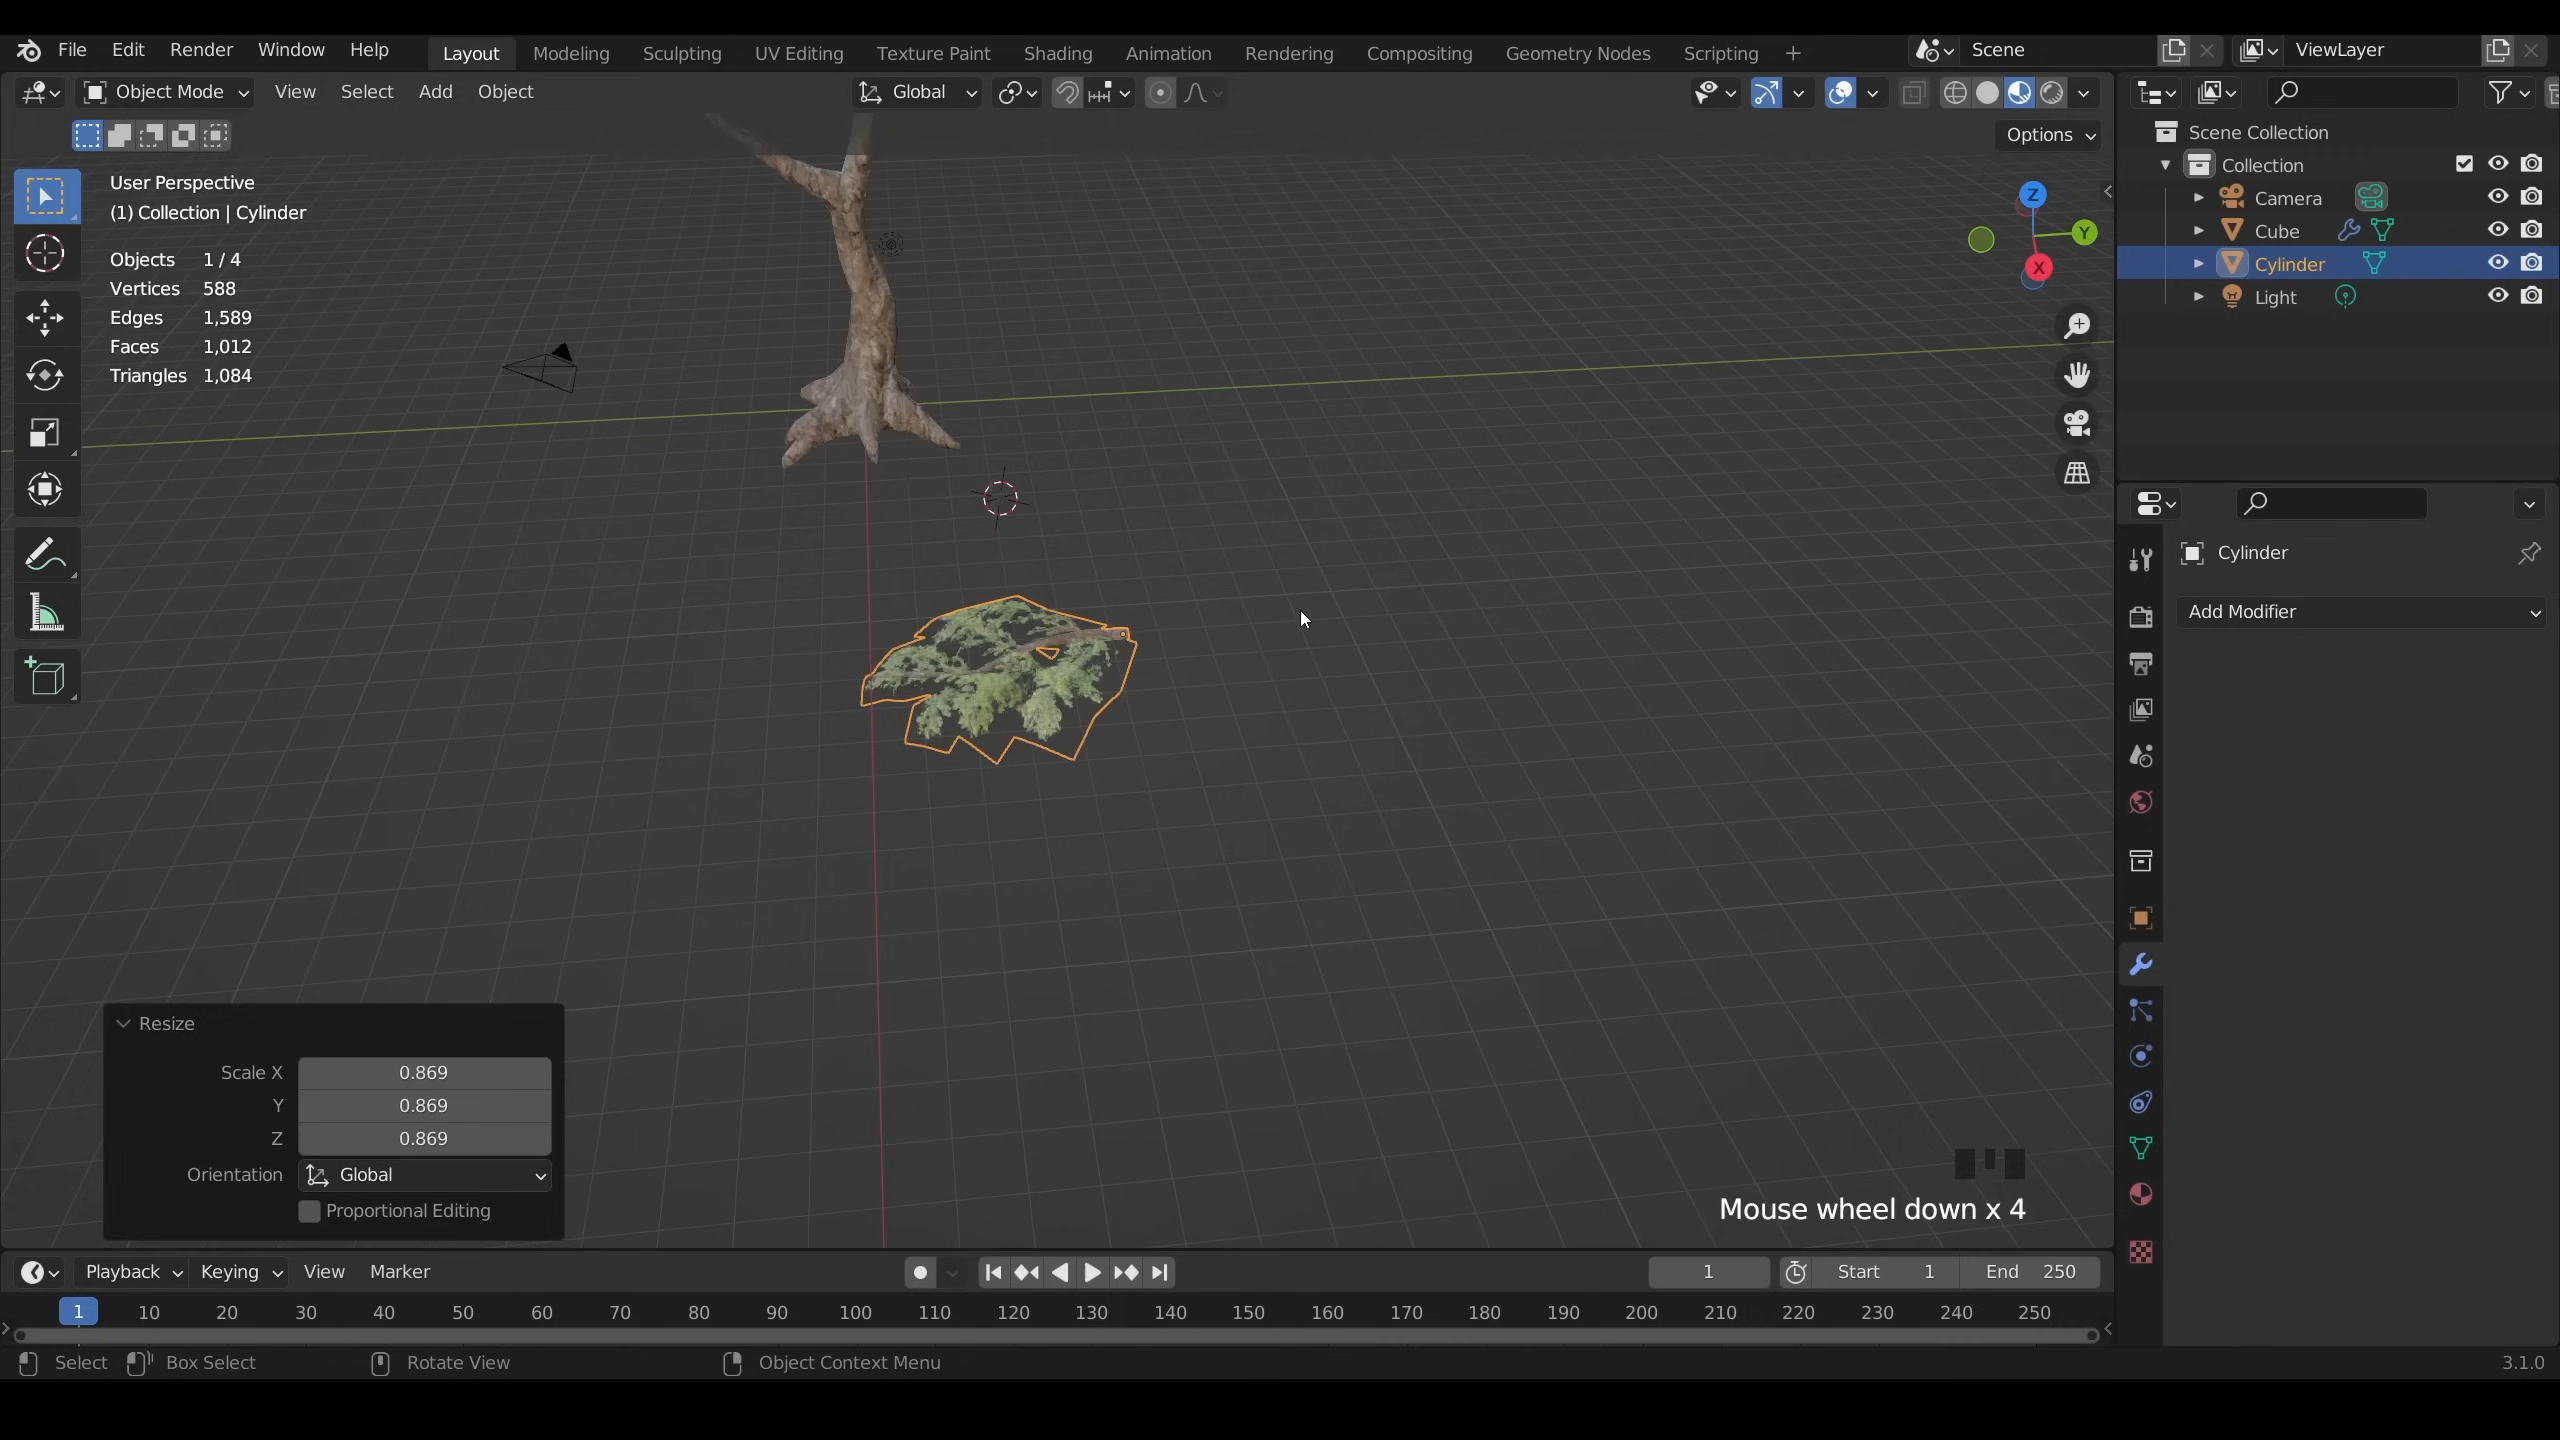 File Edit Render Window Help Layout Modeling Sculpting UV Editing Texture Paint Shading Animation Rendering Compositing Geometry Nodes Scripting + Scene ViewLayer
Object Mode View Select Add Object Global
Options
User Perspective
(1) Collection | Cylinder
Objects 1 / 4
Vertices 588
Edges 1,589
Faces 1,012
Triangles 1,084
Z
Y
X
Scene Collection
Collection
Camera
Cube
Cylinder
Light
Cylinder
Add Modifier
Resize
Scale X 0.869
Y 0.869
Z 0.869
Orientation Global
Proportional Editing
Mouse wheel down x 4
Playback Keying View Marker 1 Start 1 End 250
1 10 20 30 40 50 60 70 80 90 100 110 120 130 140 150 160 170 180 190 200 210 220 230 240 250
Select Box Select Rotate View Object Context Menu 3.1.0